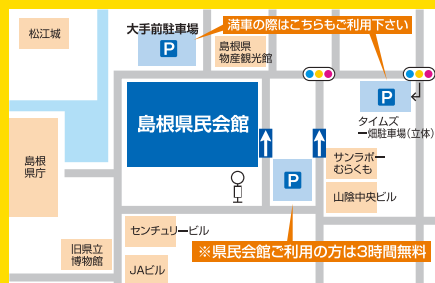 松江城
大手前駐車場
P
満車の際はこちらもご利用下さい
島根県
物産観光館
P
タイムズ
一畑駐車場(立体)
島根県民会館
島根
県庁
P
サンラポー
むらくも
山陰中央ビル
センチュリービル
※県民会館ご利用の方は3時間無料
旧県立
博物館
JAビル